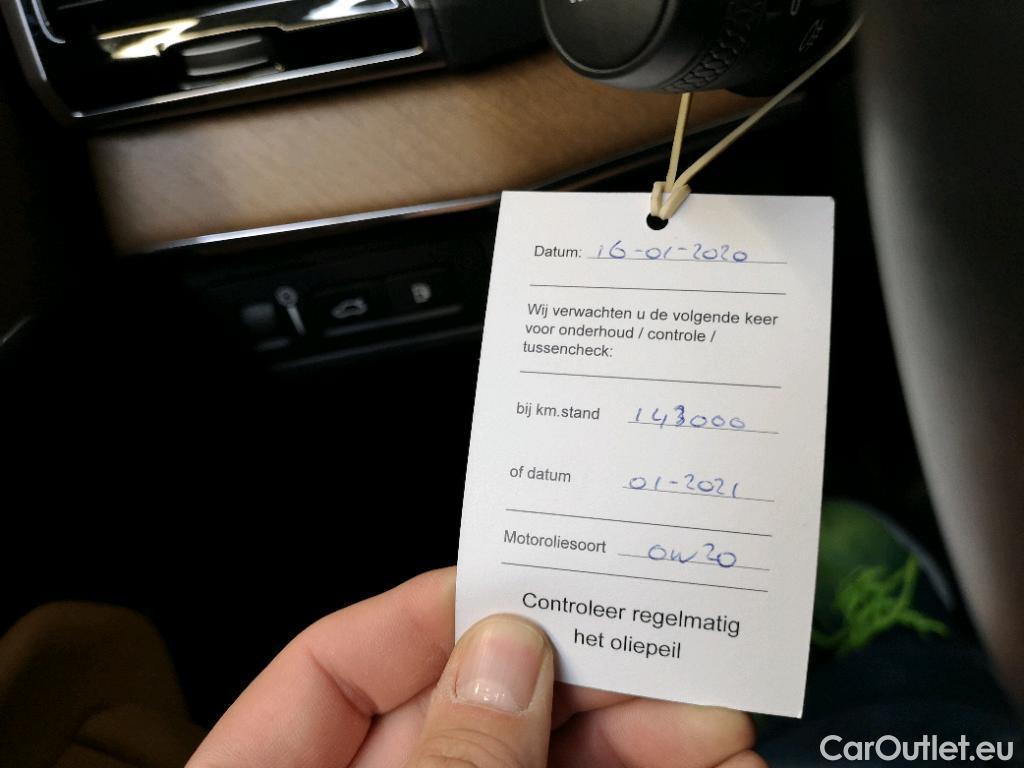 Datum: 16-01-2020
Wij verwachten u de volgende keer
voor onderhoud / controle /
tussencheck:
bij km.stand 143000
of datum 01-2021
Motoroliesoort 0W20
Controleer regelmatig
het oliepeil
CarOutlet.eu